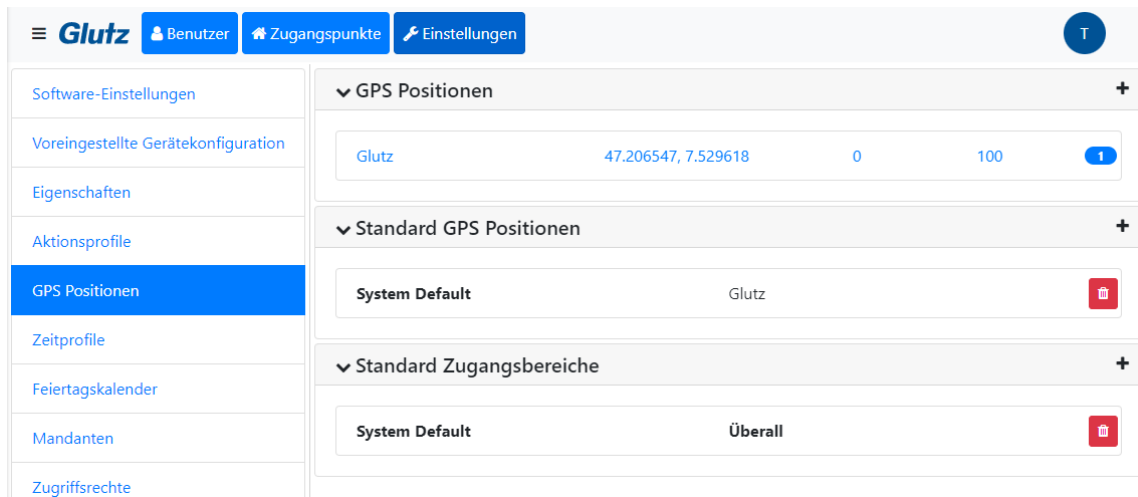 Glutz Benutzer Zugangspunkte Einstellungen T
Software-Einstellungen
Voreingestellte Gerätekonfiguration
Eigenschaften
Aktionsprofile
GPS Positionen
Zeitprofile
Feiertagskalender
Mandanten
Zugriffsrechte
GPS Positionen
Glutz 47.206547, 7.529618 0 100 1
Standard GPS Positionen
System Default Glutz
Standard Zugangsbereiche
System Default Überall